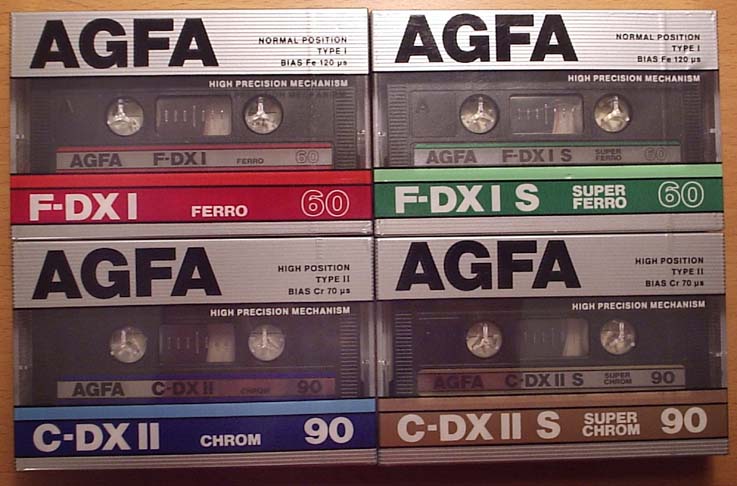 AGFA
NORMAL POSITION
TYPE I
BIAS Fe 120 µs
HIGH PRECISION MECHANISM
A
AGFA F-DX I FERRO 60
F-DX I FERRO 60
AGFA
NORMAL POSITION
TYPE I
BIAS Fe 120 µs
HIGH PRECISION MECHANISM
A
AGFA F-DX I S SUPER FERRO 60
F-DX I S SUPER FERRO 60
AGFA
HIGH POSITION
TYPE II
BIAS Cr 70 µs
HIGH PRECISION MECHANISM
AGFA C-DX II CHROM 90
C-DX II CHROM 90
AGFA
HIGH POSITION
TYPE II
BIAS Cr 70 µs
HIGH PRECISION MECHANISM
AGFA C-DX II S SUPER CHROM 90
C-DX II S SUPER CHROM 90